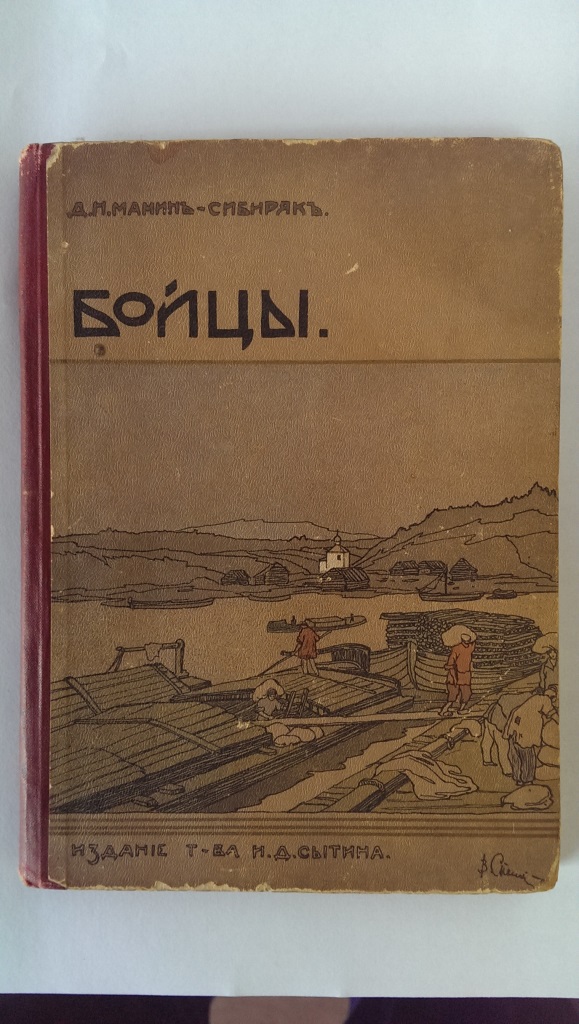 Д.Н.МАМИНЪ-СИБИРЯКЪ.
БОЙЦЫ.
ИЗДАНІЕ Т-ВА И.Д.СЫТИНА.